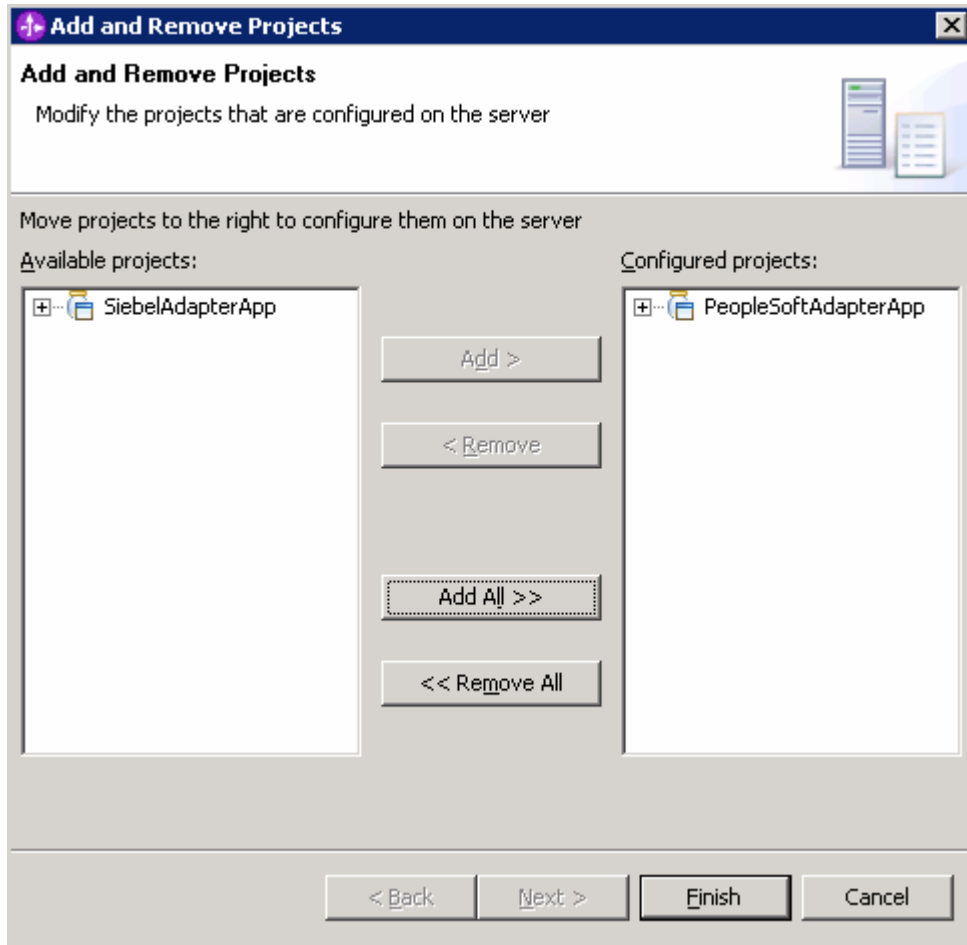 Add and Remove Projects
Add and Remove Projects
Modify the projects that are configured on the server
Move projects to the right to configure them on the server
Available projects:
Configured projects:
SiebelAdapterApp
PeopleSoftAdapterApp
Add >
< Remove
Add All >>
<< Remove All
< Back
Next >
Finish
Cancel